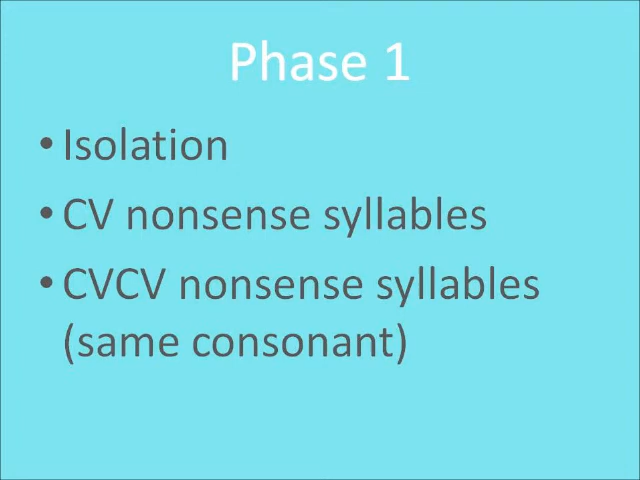 Phase 1
• Isolation
• CV nonsense syllables
• CVCV nonsense syllables
(same consonant)